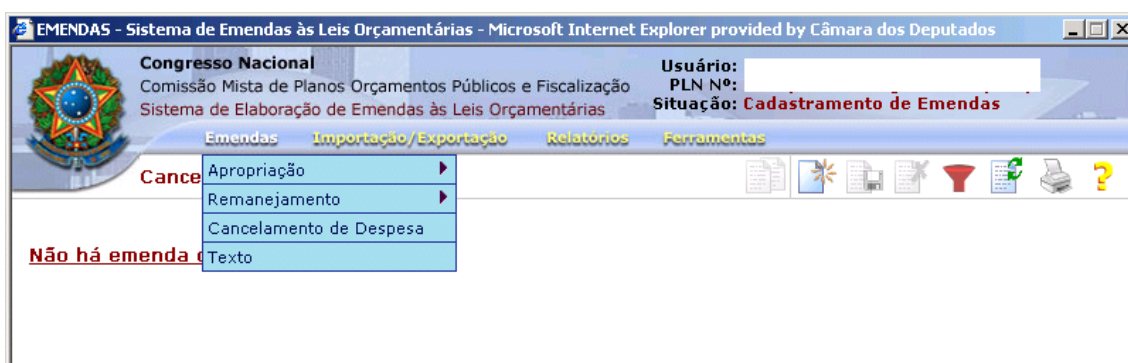 EMENDAS - Sistema de Emendas às Leis Orçamentárias - Microsoft Internet Explorer provided by Câmara dos Deputados
Congresso Nacional
Comissão Mista de Planos Orçamentos Públicos e Fiscalização
Sistema de Elaboração de Emendas às Leis Orçamentárias
Usuário:
PLN Nº:
Situação: Cadastramento de Emendas
Emendas Importação/Exportação Relatórios Ferramentas
Cance
Apropriação
Remanejamento
Cancelamento de Despesa
Texto
Não há emenda